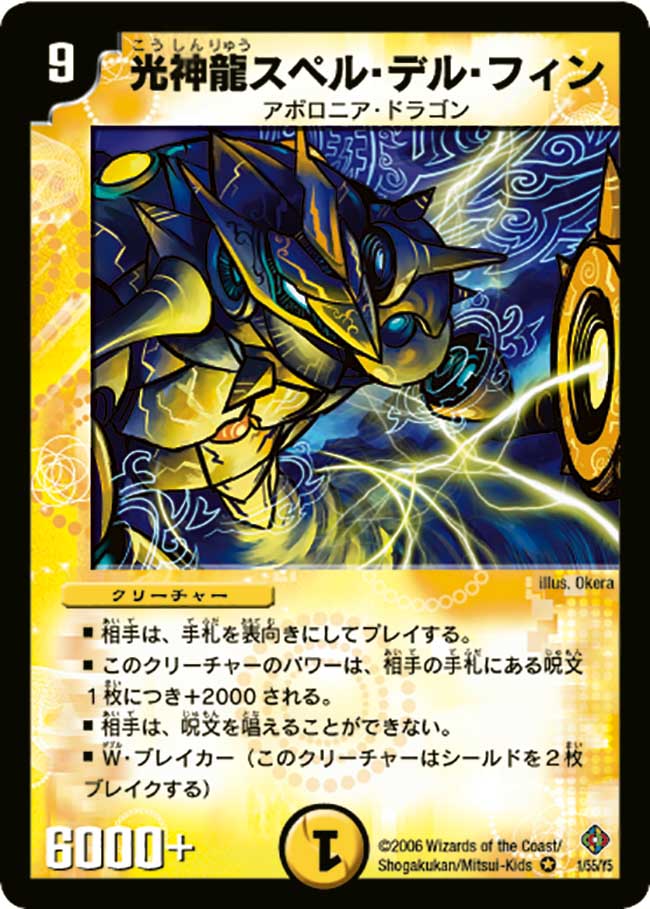 9
こうしんりゅう
光神龍スペル・デル・フィン
アポロニア・ドラゴン
illus. Okera
クリーチャー
■ 相手は、手札を表向きにしてプレイする。
■ このクリーチャーのパワーは、相手の手札にある呪文
1枚につき+2000 される。
■ 相手は、呪文を唱えることができない。
■ W・ブレイカー（このクリーチャーはシールドを2枚
ブレイクする）
6000+
1
©2006 Wizards of the Coast/
Shogakukan/Mitsui-Kids
1/55/Y5